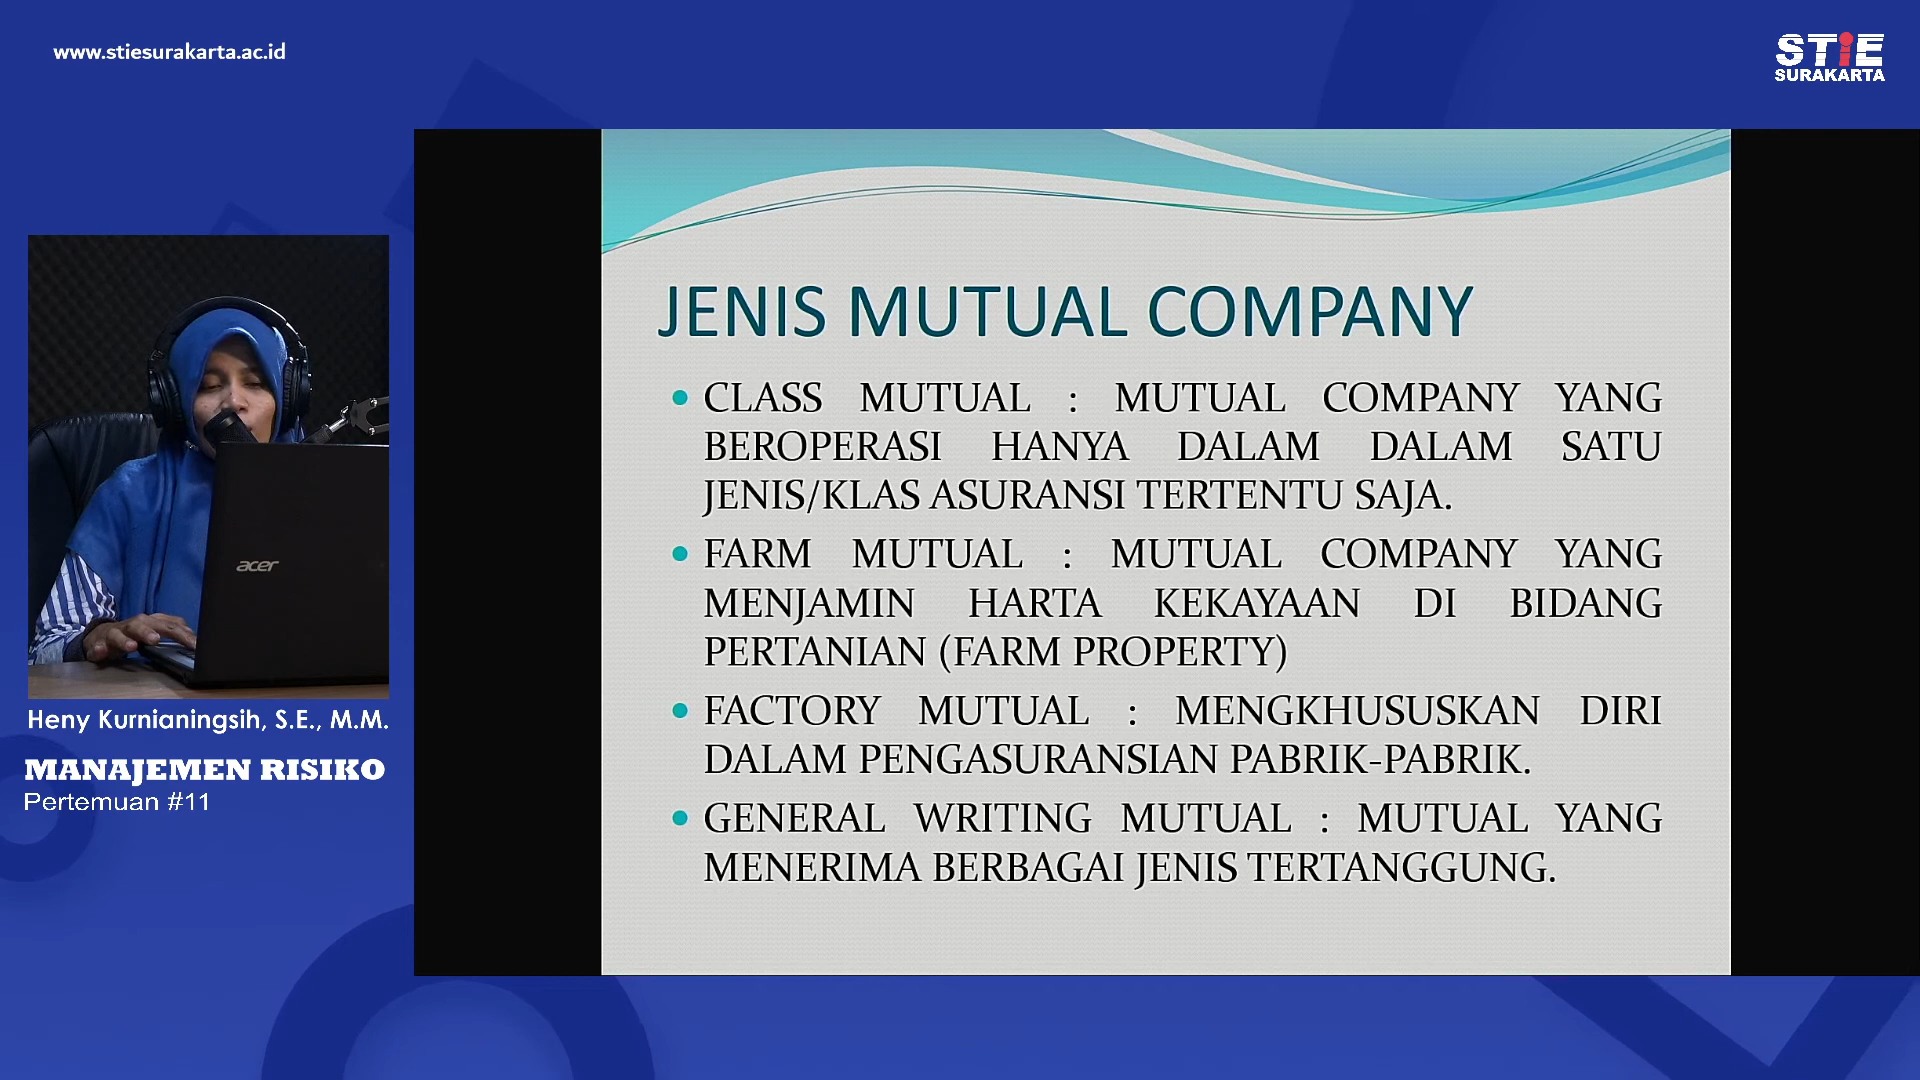 www.stiesurakarta.ac.id
STIE
SURAKARTA
JENIS MUTUAL COMPANY
CLASS MUTUAL : MUTUAL COMPANY YANG
BEROPERASI HANYA DALAM DALAM SATU
JENIS/KLAS ASURANSI TERTENTU SAJA.
FARM MUTUAL : MUTUAL COMPANY YANG
MENJAMIN HARTA KEKAYAAN DI BIDANG
PERTANIAN (FARM PROPERTY)
FACTORY MUTUAL : MENGKHUSUSKAN DIRI
DALAM PENGASURANSIAN PABRIK-PABRIK.
GENERAL WRITING MUTUAL : MUTUAL YANG
MENERIMA BERBAGAI JENIS TERTANGGUNG.
acer
Heny Kurnianingsih, S.E., M.M.
MANAJEMEN RISIKO
Pertemuan #11